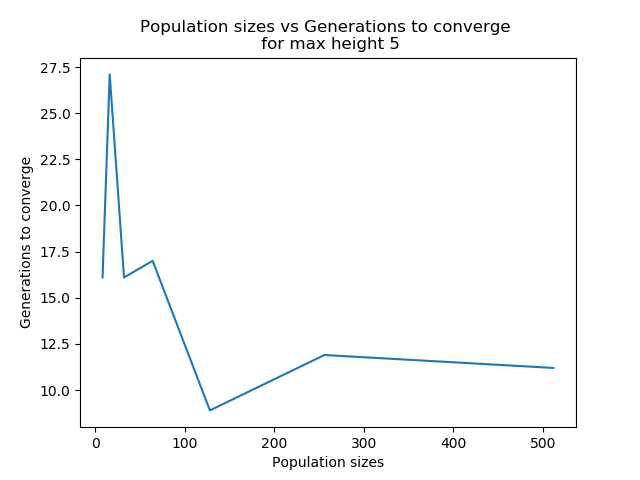 Population sizes vs Generations to converge
for max height 5
27.5
25.0
22.5
20.0
17.5
15.0
12.5
10.0
Generations to converge
0 100 200 300 400 500
Population sizes